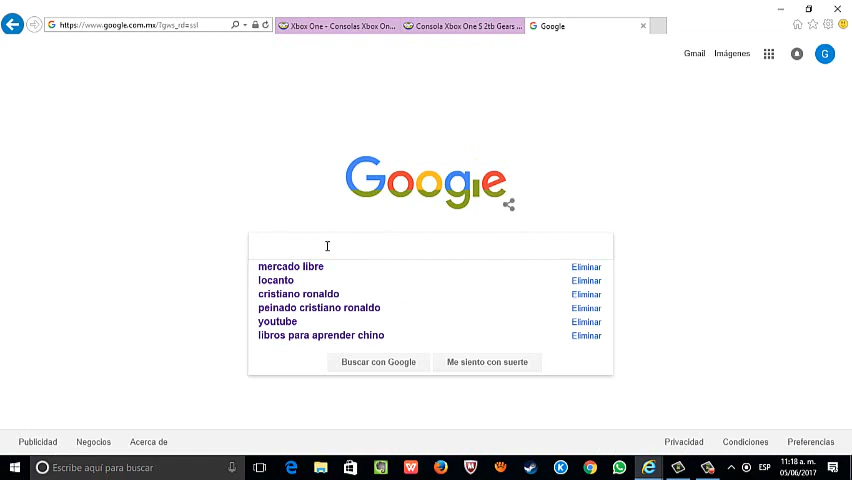 https://www.google.com.mx/?gws_rd=ssl
Xbox One - Consolas Xbox On...
Consola Xbox One S 2tb Gears ...
Google
Gmail
Imágenes
G
Google
mercado libre Eliminar
locanto Eliminar
cristiano ronaldo Eliminar
peinado cristiano ronaldo Eliminar
youtube Eliminar
libros para aprender chino Eliminar
Buscar con Google
Me siento con suerte
Publicidad
Negocios
Acerca de
Privacidad
Condiciones
Preferencias
Escribe aquí para buscar
ESP
11:18 a. m.
05/06/2017